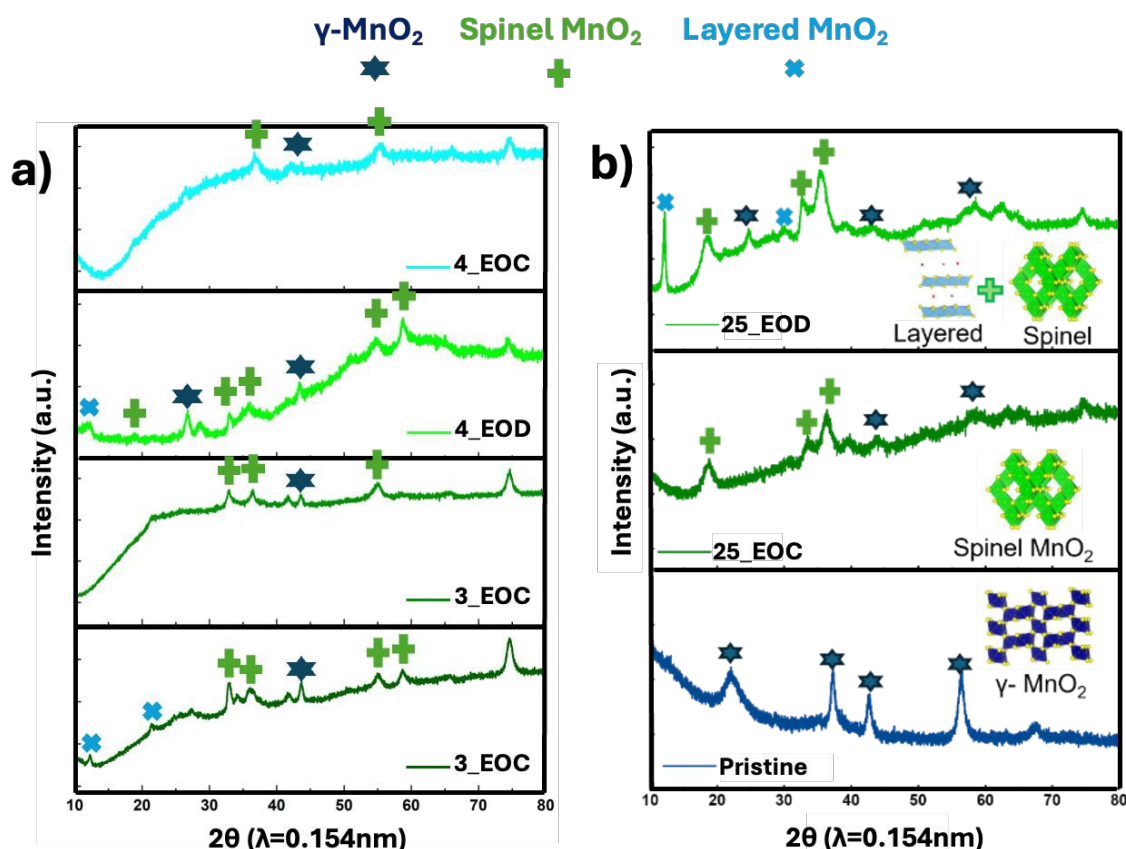 γ-MnO₂ Spinel MnO₂ Layered MnO₂
a)
4_EOC
4_EOD
3_EOC
3_EOC
Intensity (a.u.)
10 20 30 40 50 60 70 80
2θ (λ=0.154nm)
b)
Layered
Spinel
25_EOD
Spinel MnO₂
25_EOC
γ- MnO₂
Pristine
Intensity (a.u.)
10 20 30 40 50 60 70 80
2θ (λ=0.154nm)